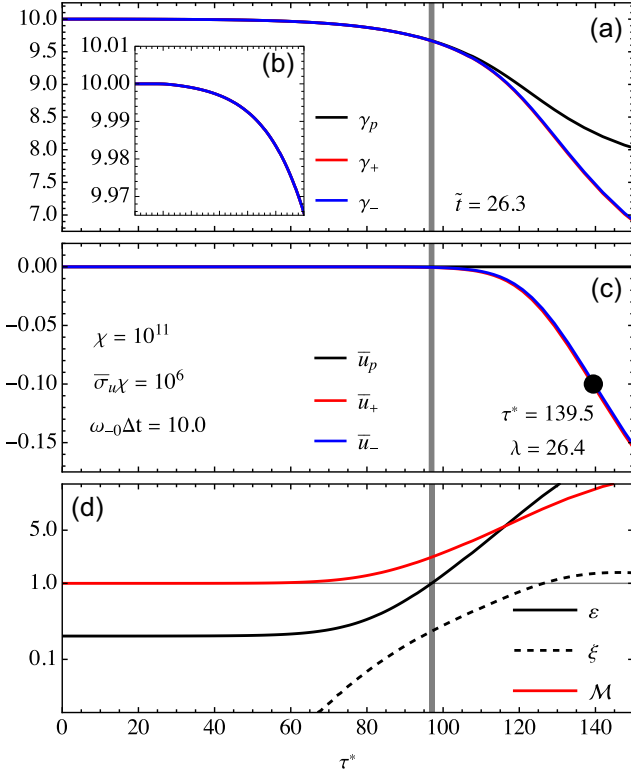 10.0
9.5
9.0
8.5
8.0
7.5
7.0
(a)
10.01
10.00
9.99
9.98
9.97
(b)
γₚ
γ₊
γ₋
t̃ = 26.3
0.00
−0.05
−0.10
−0.15
(c)
χ = 10¹¹
σ̅ᵤχ = 10⁶
ω₋₀Δt = 10.0
u̅ₚ
u̅₊
u̅₋
τ* = 139.5
λ = 26.4
(d)
5.0
1.0
0.1
ε
ξ
ℳ
0 20 40 60 80 100 120 140
τ*